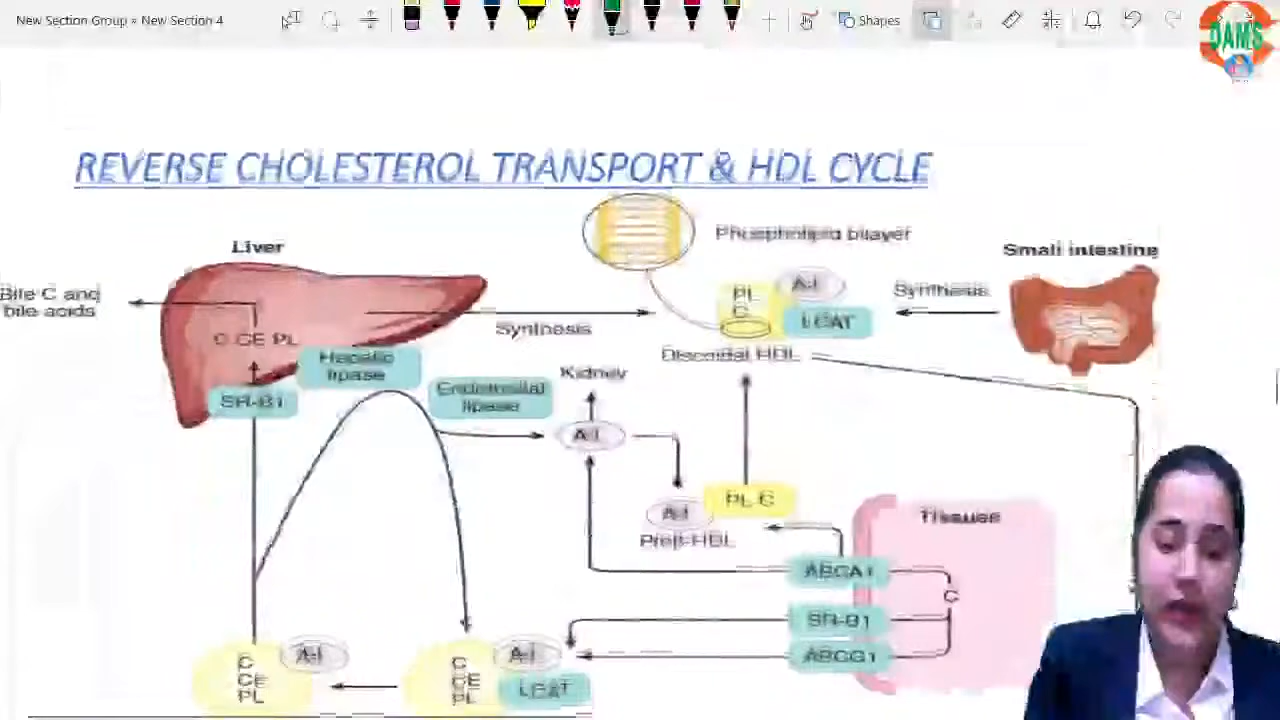 New Section Group » New Section 4
Shapes
DAMS
REVERSE CHOLESTEROL TRANSPORT & HDL CYCLE
Liver
Phospholipid bilayer
Small intestine
Bile C and
bile acids
A-I
Synthesis
PL
C
LCAT
Synthesis
C CE PL
Discoidal HDL
Hepatic
lipase
Kidney
Endothelial
lipase
SR-B1
A-I
PL C
A-I
Preβ-HDL
Tissues
ABCA1
C
SR-B1
ABCG1
C
CE
PL
A-I
C
CE
PL
A-I
LCAT